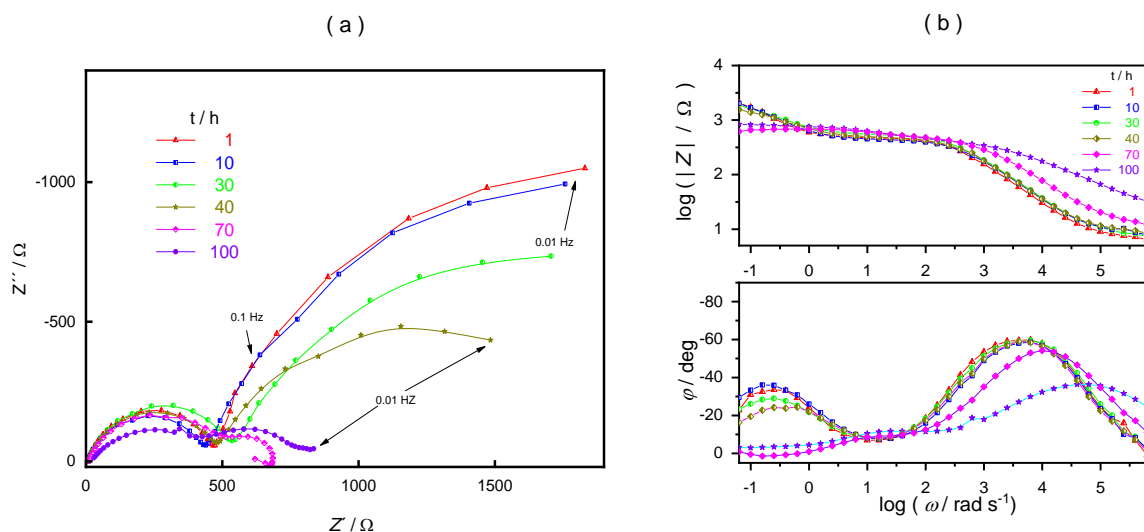 ( a )
-1000
-500
0
0
500
1000
1500
Z´´ / Ω
Z´ / Ω
t / h
1
10
30
40
70
100
0.1 Hz
0.01 Hz
0.01 HZ
( b )
4
3
2
1
-1 0 1 2 3 4 5
log ( |Z| / Ω )
t / h
1
10
30
40
70
100
-80
-60
-40
-20
0
-1 0 1 2 3 4 5
φ / deg
log ( ω / rad s⁻¹)